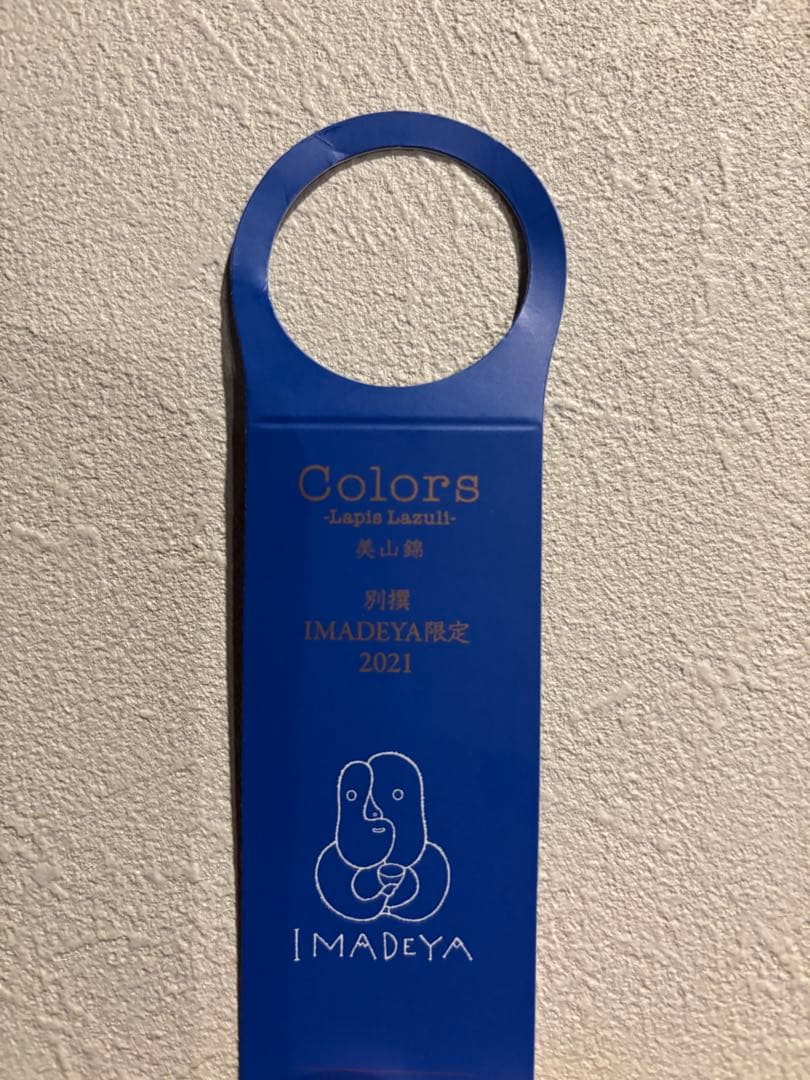 Colors
-Lapis Lazuli-
美山錦
別撰
IMADEYA限定
2021
IMADEYA